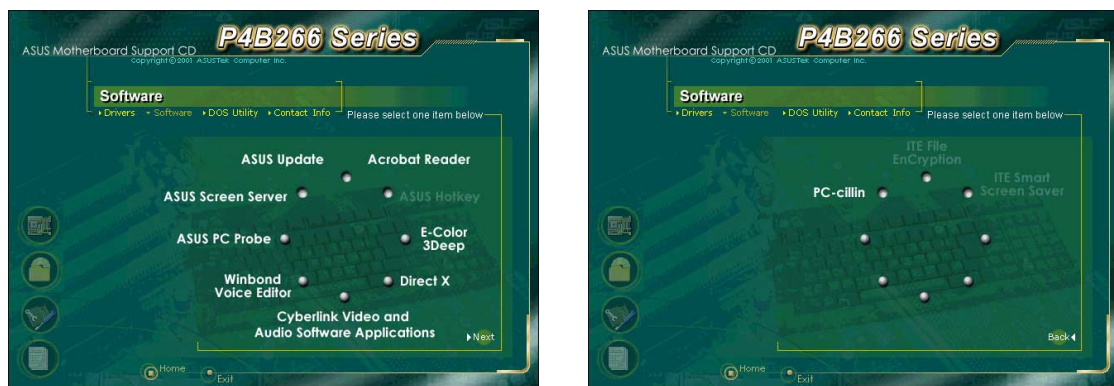 P4B266 Series
ASUS Motherboard Support CD
Copyright©2001 ASUSTek Computer Inc.
Software
Drivers Software DOS Utility Contact Info Please select one item below
ASUS Update Acrobat Reader
ASUS Screen Server ASUS Hotkey
ASUS PC Probe E-Color
3Deep
Winbond
Voice Editor Direct X
Cyberlink Video and
Audio Software Applications
Next
Home
Exit
P4B266 Series
ASUS Motherboard Support CD
Copyright©2001 ASUSTek Computer Inc.
Software
Drivers Software DOS Utility Contact Info Please select one item below
ITE File
EnCryption
PC-cillin ITE Smart
Screen Saver
Back
Home
Exit